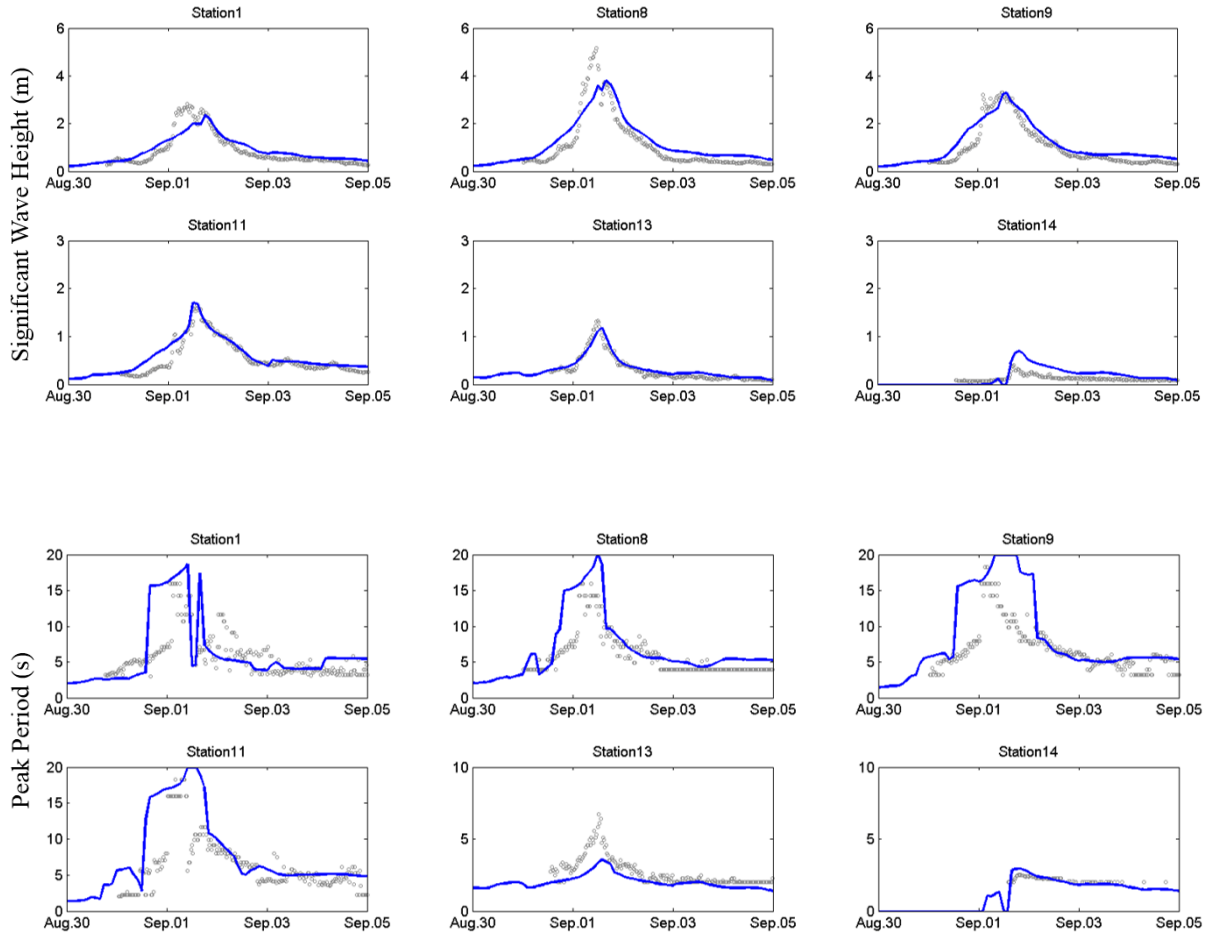 Significant Wave Height (m)
Station1
Station8
Station9
6
4
2
0
Aug.30
Sep.01
Sep.03
Sep.05
6
4
2
0
Aug.30
Sep.01
Sep.03
Sep.05
6
4
2
0
Aug.30
Sep.01
Sep.03
Sep.05
Station11
Station13
Station14
3
2
1
0
Aug.30
Sep.01
Sep.03
Sep.05
3
2
1
0
Aug.30
Sep.01
Sep.03
Sep.05
3
2
1
0
Aug.30
Sep.01
Sep.03
Sep.05
Peak Period (s)
Station1
Station8
Station9
20
15
10
5
0
Aug.30
Sep.01
Sep.03
Sep.05
20
15
10
5
0
Aug.30
Sep.01
Sep.03
Sep.05
20
15
10
5
0
Aug.30
Sep.01
Sep.03
Sep.05
Station11
Station13
Station14
20
15
10
5
0
Aug.30
Sep.01
Sep.03
Sep.05
10
5
0
Aug.30
Sep.01
Sep.03
Sep.05
10
5
0
Aug.30
Sep.01
Sep.03
Sep.05